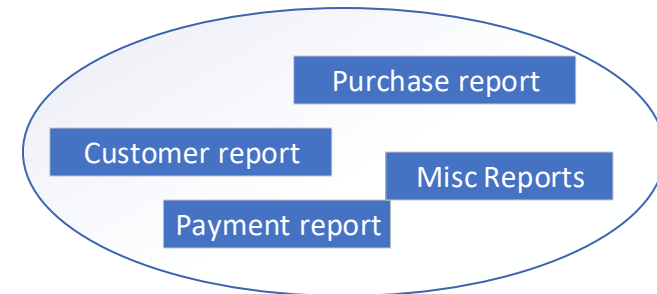 Purchase report
Customer report
Misc Reports
Payment report